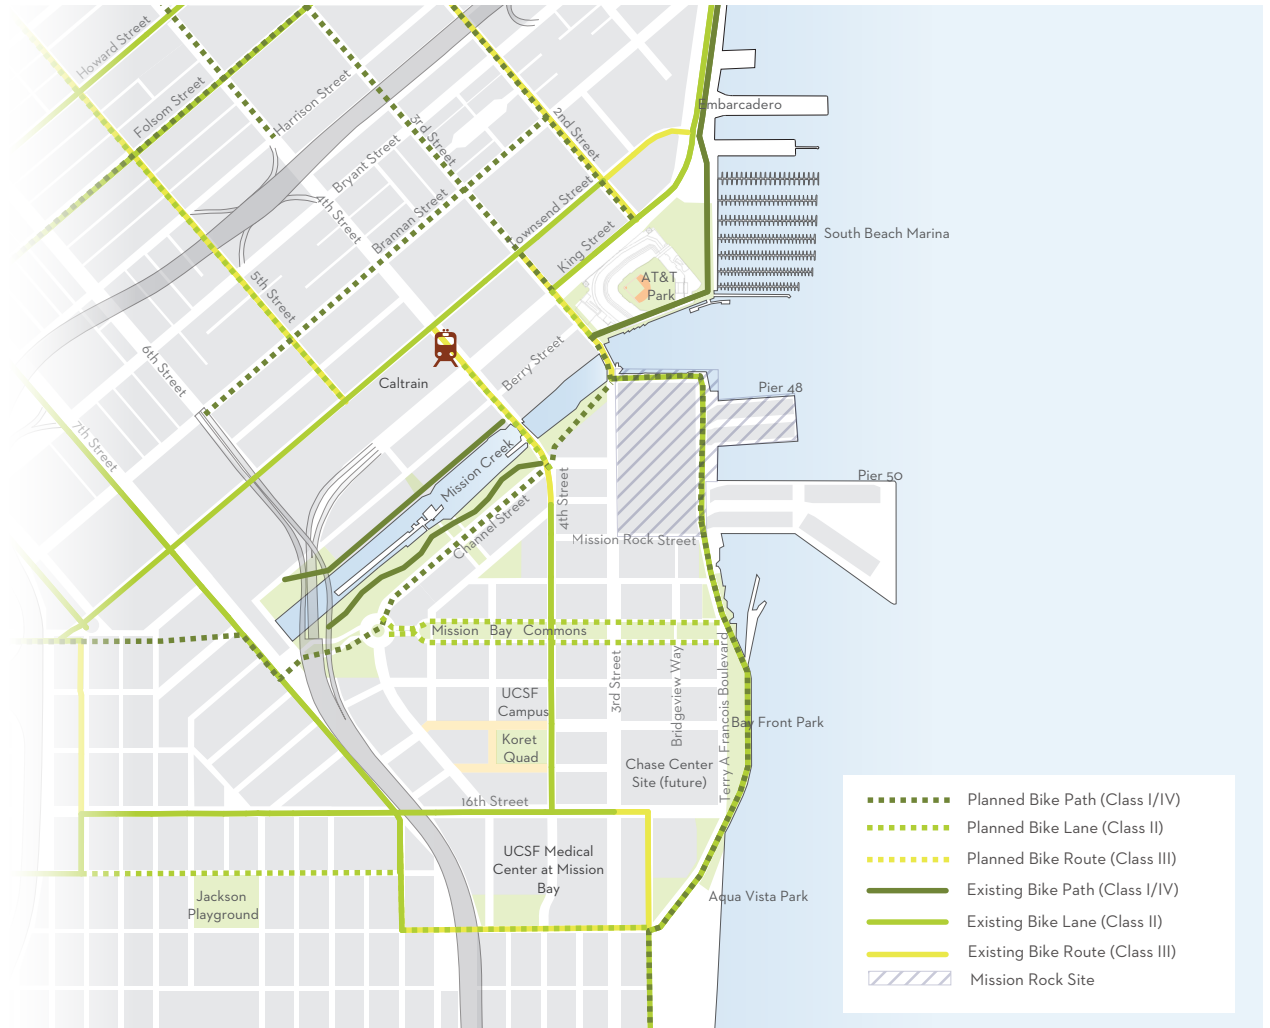 Howard Street
Folsom Street
Harrison Street
Bryant Street
Brannan Street
Townsend Street
King Street
Berry Street
2nd Street
3rd Street
4th Street
5th Street
6th Street
7th Street
Embarcadero
South Beach Marina
AT&T
Park
Caltrain
Pier 48
Pier 50
Mission Creek
Channel Street
4th Street
Mission Rock Street
Mission Bay Commons
3rd Street
Bridgeview Way
Terry A Francois Boulevard
UCSF
Campus
Koret
Quad
Bay Front Park
Chase Center
Site (future)
16th Street
UCSF Medical
Center at Mission
Bay
Jackson
Playground
Aqua Vista Park
Planned Bike Path (Class I/IV)
Planned Bike Lane (Class II)
Planned Bike Route (Class III)
Existing Bike Path (Class I/IV)
Existing Bike Lane (Class II)
Existing Bike Route (Class III)
Mission Rock Site